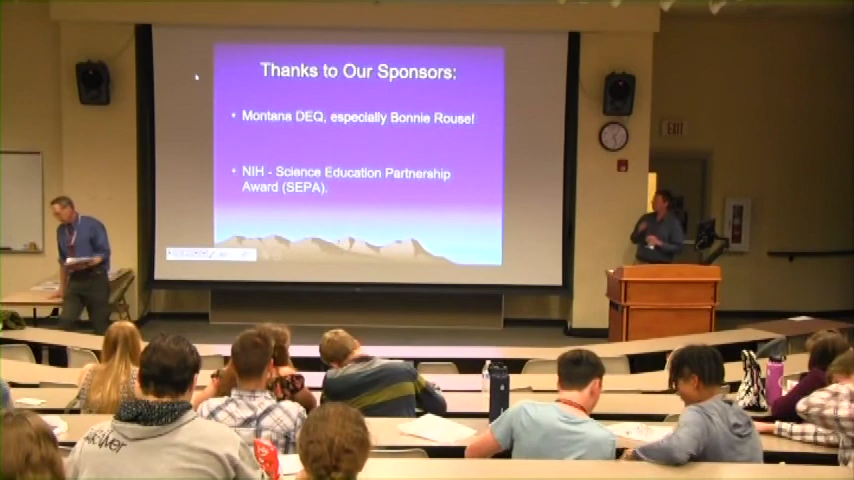 Thanks to Our Sponsors:
• Montana DEQ, especially Bonnie Rouse!
• NIH - Science Education Partnership
Award (SEPA).
EXIT